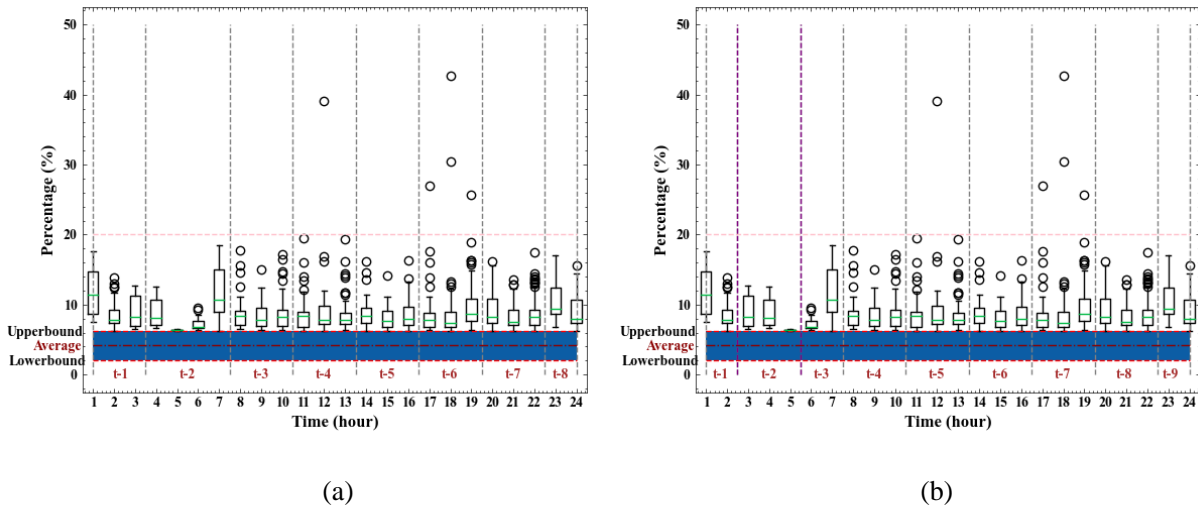 50
40
30
20
10
Upperbound
Average
Lowerbound
0
Percentage (%)
t-1 t-2 t-3 t-4 t-5 t-6 t-7 t-8
1 2 3 4 5 6 7 8 9 10 11 12 13 14 15 16 17 18 19 20 21 22 23 24
Time (hour)
(a)
50
40
30
20
10
Upperbound
Average
Lowerbound
0
Percentage (%)
t-1 t-2 t-3 t-4 t-5 t-6 t-7 t-8 t-9
1 2 3 4 5 6 7 8 9 10 11 12 13 14 15 16 17 18 19 20 21 22 23 24
Time (hour)
(b)